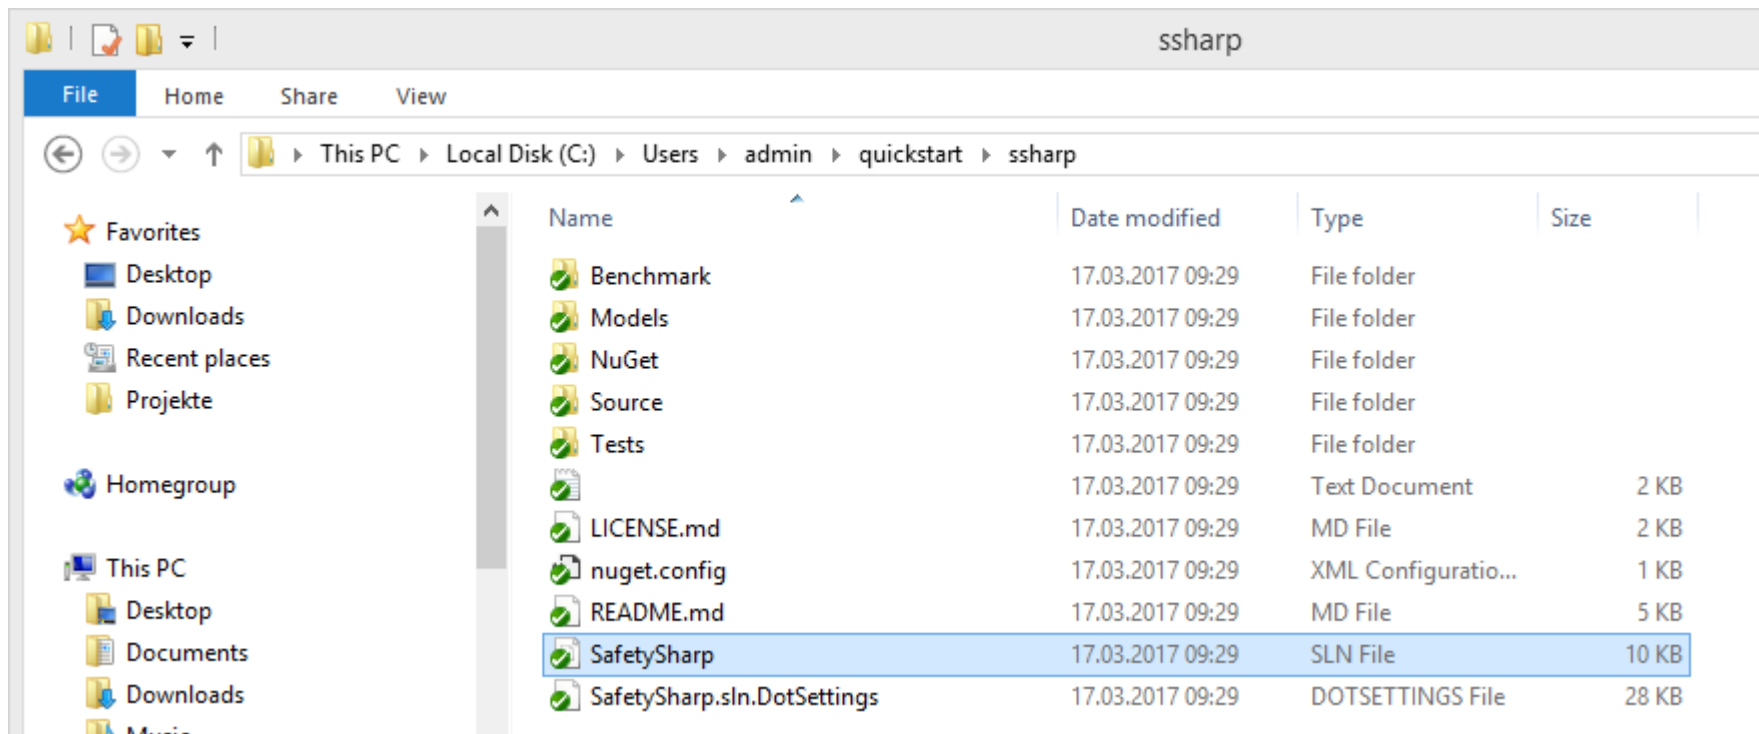 ssharp
File Home Share View
This PC Local Disk (C:) Users admin quickstart ssharp
Favorites
Desktop
Downloads
Recent places
Projekte
Homegroup
This PC
Desktop
Documents
Downloads
Music
Name Date modified Type Size
Benchmark 17.03.2017 09:29 File folder
Models 17.03.2017 09:29 File folder
NuGet 17.03.2017 09:29 File folder
Source 17.03.2017 09:29 File folder
Tests 17.03.2017 09:29 File folder
17.03.2017 09:29 Text Document 2 KB
LICENSE.md 17.03.2017 09:29 MD File 2 KB
nuget.config 17.03.2017 09:29 XML Configuratio... 1 KB
README.md 17.03.2017 09:29 MD File 5 KB
SafetySharp 17.03.2017 09:29 SLN File 10 KB
SafetySharp.sln.DotSettings 17.03.2017 09:29 DOTSETTINGS File 28 KB